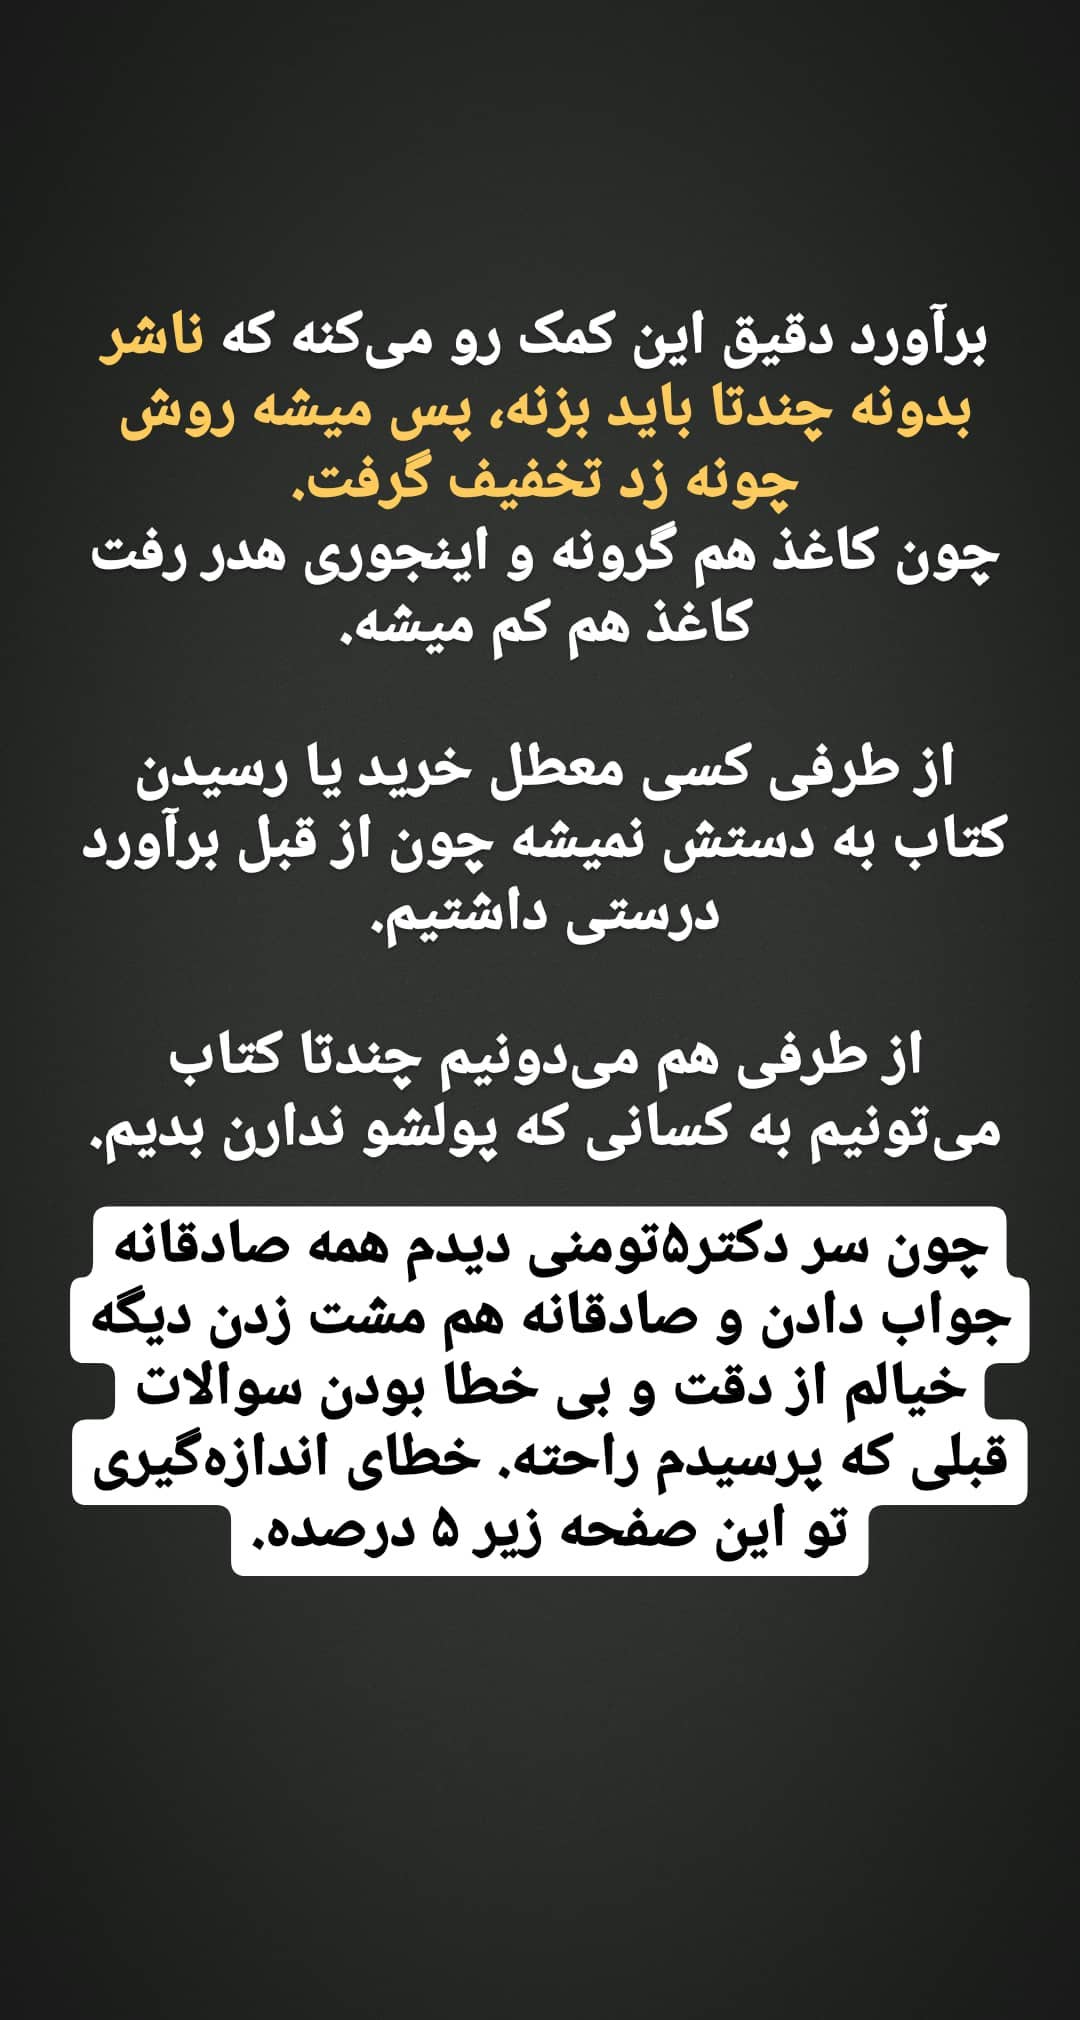 برآورد دقیق این کمک رو می‌کنه که ناشر
بدونه چندتا باید بزنه، پس میشه روش
چونه زد تخفیف گرفت.
چون کاغذ هم گرونه و اینجوری هدر رفت
کاغذ هم کم میشه.
از طرفی کسی معطل خرید یا رسیدن
کتاب به دستش نمیشه چون از قبل برآورد
درستی داشتیم.
از طرفی هم می‌دونیم چندتا کتاب
می‌تونیم به کسانی که پولشو ندارن بدیم.
چون سر دکتر۵تومنی دیدم همه صادقانه
جواب دادن و صادقانه هم مشت زدن دیگه
خیالم از دقت و بی خطا بودن سوالات
قبلی که پرسیدم راحته. خطای اندازه‌گیری
تو این صفحه زیر ۵ درصده.